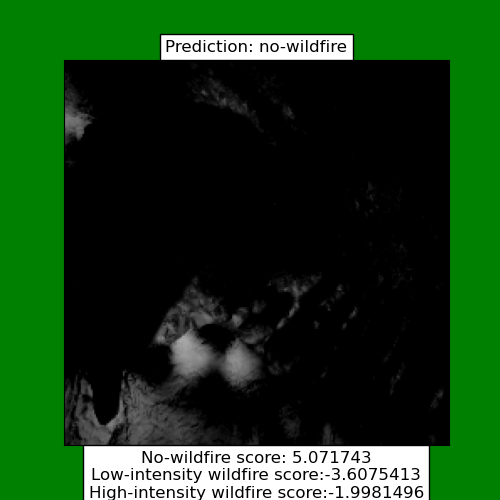 Prediction: no-wildfire
No-wildfire score: 5.071743
Low-intensity wildfire score:-3.6075413
High-intensity wildfire score:-1.9981496